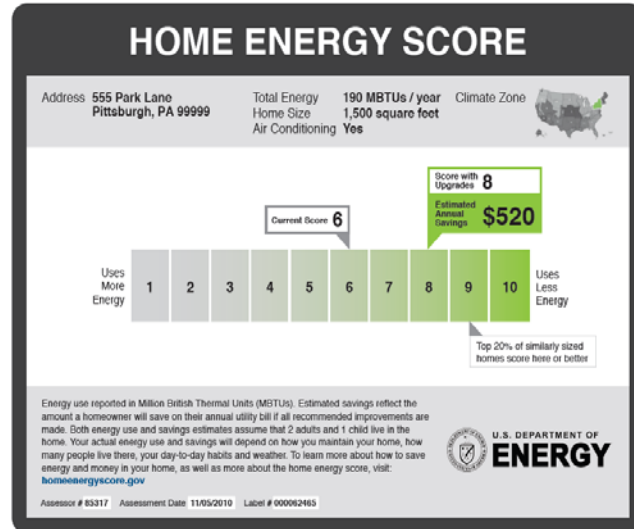 HOME ENERGY SCORE
Address 555 Park Lane
Pittsburgh, PA 99999
Total Energy 190 MBTUs / year
Home Size 1,500 square feet
Air Conditioning Yes
Climate Zone
Score with Upgrades 8
Estimated Annual Savings $520
Current Score 6
Uses
More
Energy
1 2 3 4 5 6 7 8 9 10
Uses
Less
Energy
Top 20% of similarly sized
homes score here or better
Energy use reported in Million British Thermal Units (MBTUs). Estimated savings reflect the
amount a homeowner will save on their annual utility bill if all recommended improvements are
made. Both energy use and savings estimates assume that 2 adults and 1 child live in the
home. Your actual energy use and savings will depend on how you maintain your home, how
many people live there, your day-to-day habits and weather. To learn more about how to save
energy and money in your home, as well as more about the home energy score, visit:
homeenergyscore.gov
U.S. DEPARTMENT OF
ENERGY
Assessor # 85317 Assessment Date 11/05/2010 Label # 000062465